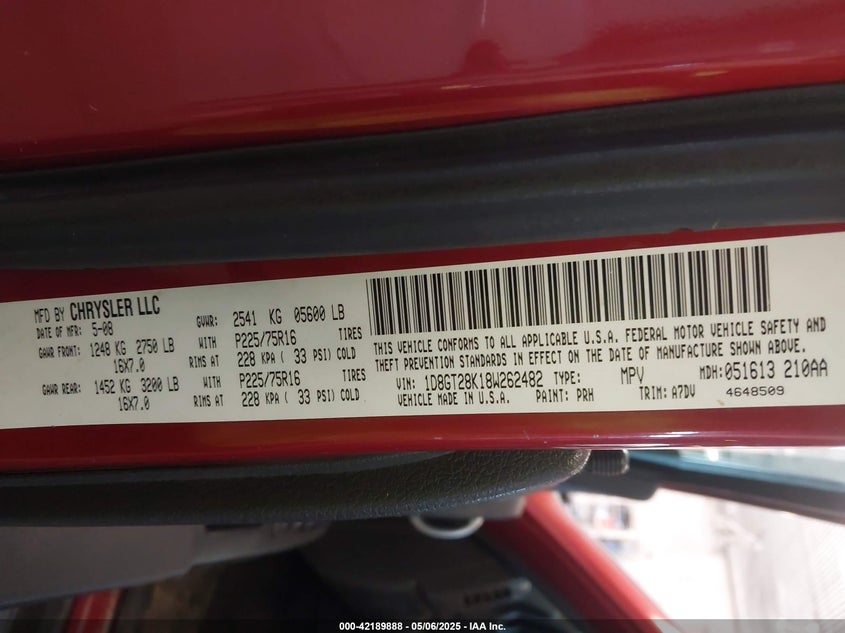 MFD BY CHRYSLER LLC
DATE OF MFR: 5-08
GVWR: 2541 KG 05600 LB
GAWR FRONT: 1248 KG 2750 LB WITH P225/75R16 TIRES
16X7.0 RIMS AT 228 KPA ( 33 PSI) COLD
GAWR REAR: 1452 KG 3200 LB WITH P225/75R16 TIRES
16X7.0 RIMS AT 228 KPA ( 33 PSI) COLD
THIS VEHICLE CONFORMS TO ALL APPLICABLE U.S.A. FEDERAL MOTOR VEHICLE SAFETY AND
THEFT PREVENTION STANDARDS IN EFFECT ON THE DATE OF MANUFACTURE SHOWN ABOVE.
VIN: 1D8GT28K18W262482 TYPE: MPV MDH: 051613 210AA
VEHICLE MADE IN U.S.A. PAINT: PRH TRIM: A7DV 4648509
000-42189888 - 05/06/2025 - IAA Inc.